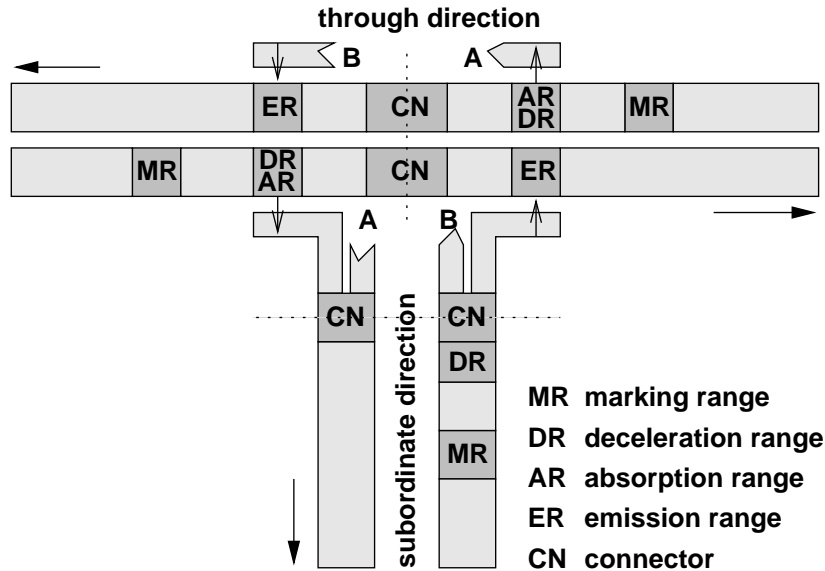 through direction
B
A
ER
CN
AR
DR
MR
MR
DR
AR
CN
ER
A
B
CN
CN
DR
MR
subordinate direction
MR marking range
DR deceleration range
AR absorption range
ER emission range
CN connector